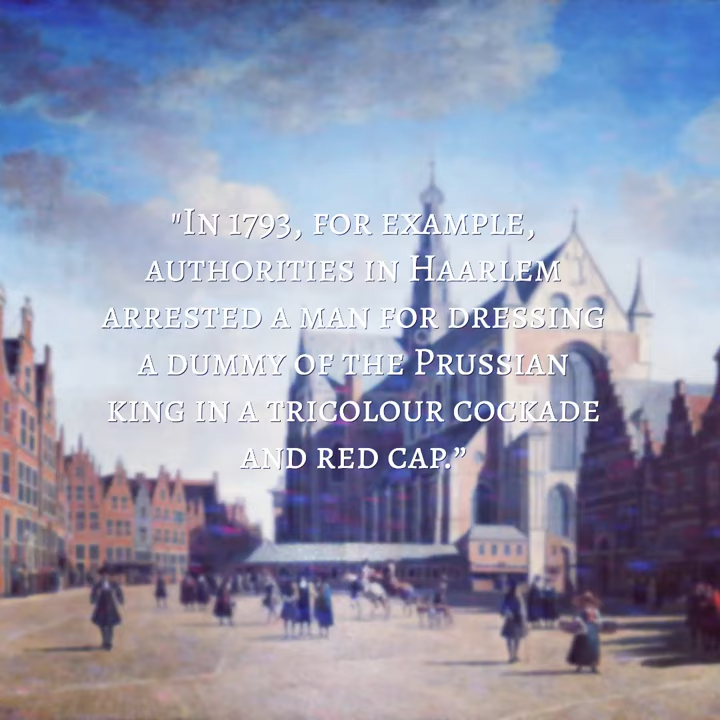 "In 1793, for example,
authorities in Haarlem
arrested a man for dressing
a dummy of the Prussian
king in a tricolour cockade
and red cap.”